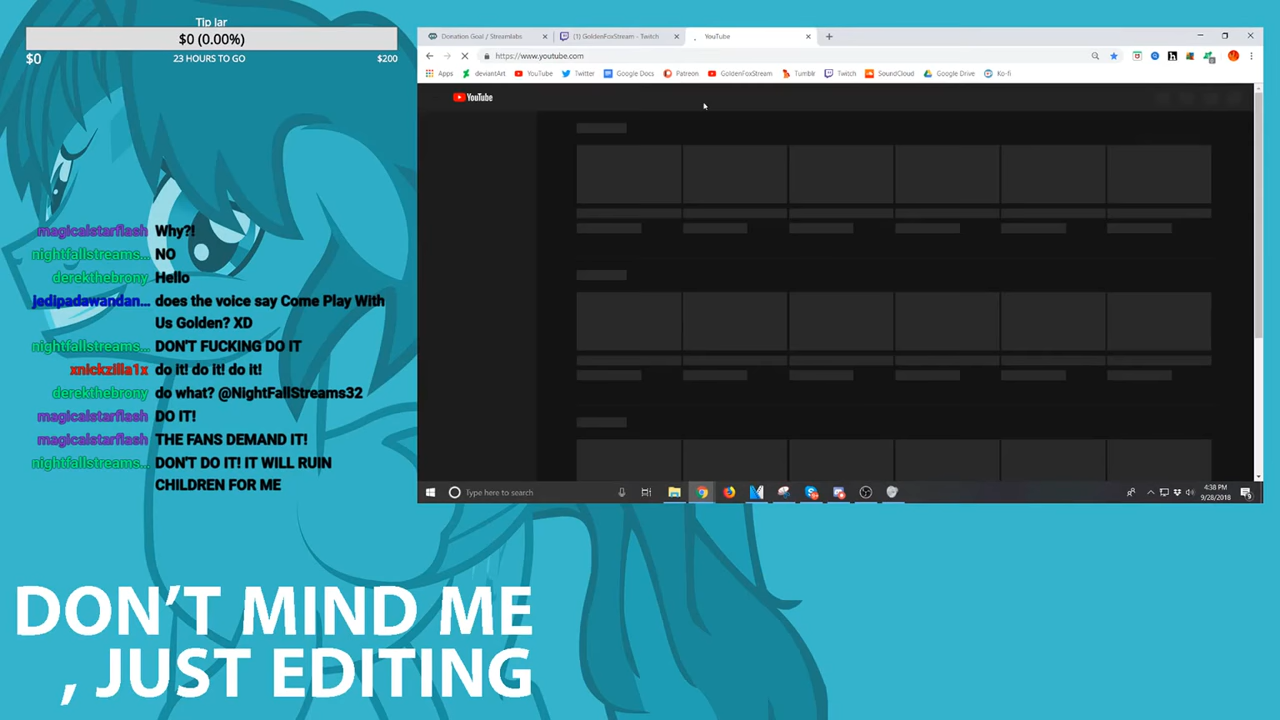 Tip Jar
$0 (0.00%)
$0 23 HOURS TO GO $200
magicalstarflash Why?!
nightfallstreams... NO
derekthebrony Hello
jedipadawandan... does the voice say Come Play With
Us Golden? XD
nightfallstreams... DON'T FUCKING DO IT
xnickzilla1x do it! do it! do it!
derekthebrony do what? @NightFallStreams32
magicalstarflash DO IT!
magicalstarflash THE FANS DEMAND IT!
nightfallstreams... DON'T DO IT! IT WILL RUIN
CHILDREN FOR ME
DON'T MIND ME
, JUST EDITING
Donation Goal / Streamlabs (1) GoldenFoxStream - Twitch YouTube
https://www.youtube.com
Apps deviantArt YouTube Twitter Google Docs Patreon GoldenFoxStream Tumblr Twitch SoundCloud Google Drive Ko-fi
YouTube
Type here to search
4:38 PM
9/28/2018